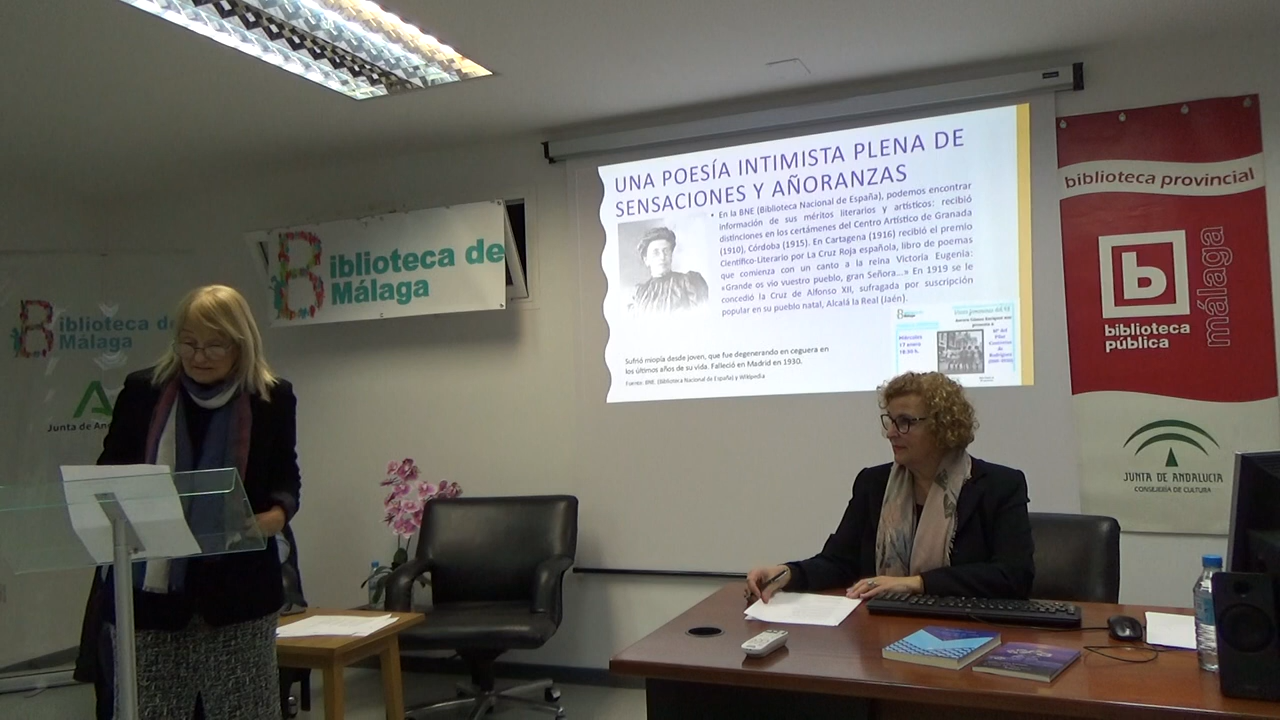 UNA POESÍA INTIMISTA PLENA DE
SENSACIONES Y AÑORANZAS
• En la BNE (Biblioteca Nacional de España), podemos encontrar
información de sus méritos literarios y artísticos: recibió
distinciones en los certámenes del Centro Artístico de Granada
(1910), Córdoba (1915). En Cartagena (1916) recibió el premio
Científico-Literario por La Cruz Roja española, libro de poemas
que comienza con un canto a la reina Victoria Eugenia:
«Grande os vio vuestro pueblo, gran Señora...» En 1919 se le
concedió la Cruz de Alfonso XII, sufragada por suscripción
popular en su pueblo natal, Alcalá la Real (Jaén).
Sufrió miopía desde joven, que fue degenerando en ceguera en
los últimos años de su vida. Falleció en Madrid en 1930.
Fuente: BNE. (Biblioteca Nacional de España) y Wikipedia
Miércoles
17 enero
18:30 h.
Biblioteca de
Málaga
Biblioteca de
Málaga
Junta de An
biblioteca provincial
b
biblioteca
pública
málaga
JUNTA DE ANDALUCIA
CONSEJERÍA DE CULTURA